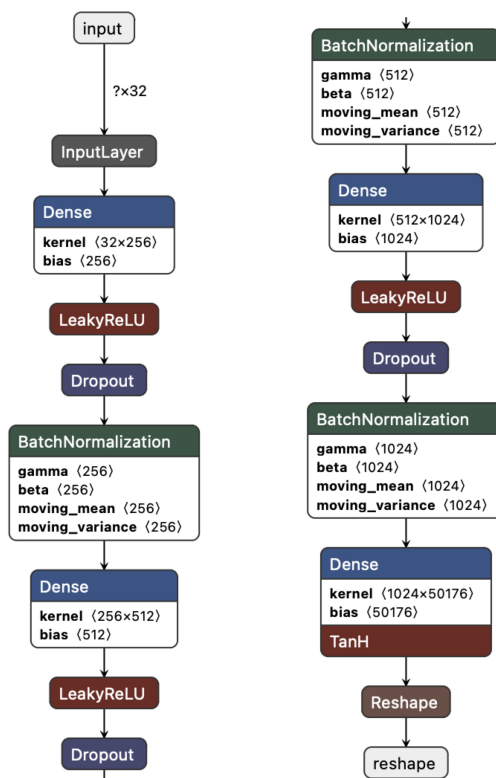 input
?×32
InputLayer
Dense
kernel ⟨32×256⟩
bias ⟨256⟩
LeakyReLU
Dropout
BatchNormalization
gamma ⟨256⟩
beta ⟨256⟩
moving_mean ⟨256⟩
moving_variance ⟨256⟩
Dense
kernel ⟨256×512⟩
bias ⟨512⟩
LeakyReLU
Dropout
BatchNormalization
gamma ⟨512⟩
beta ⟨512⟩
moving_mean ⟨512⟩
moving_variance ⟨512⟩
Dense
kernel ⟨512×1024⟩
bias ⟨1024⟩
LeakyReLU
Dropout
BatchNormalization
gamma ⟨1024⟩
beta ⟨1024⟩
moving_mean ⟨1024⟩
moving_variance ⟨1024⟩
Dense
kernel ⟨1024×50176⟩
bias ⟨50176⟩
TanH
Reshape
reshape